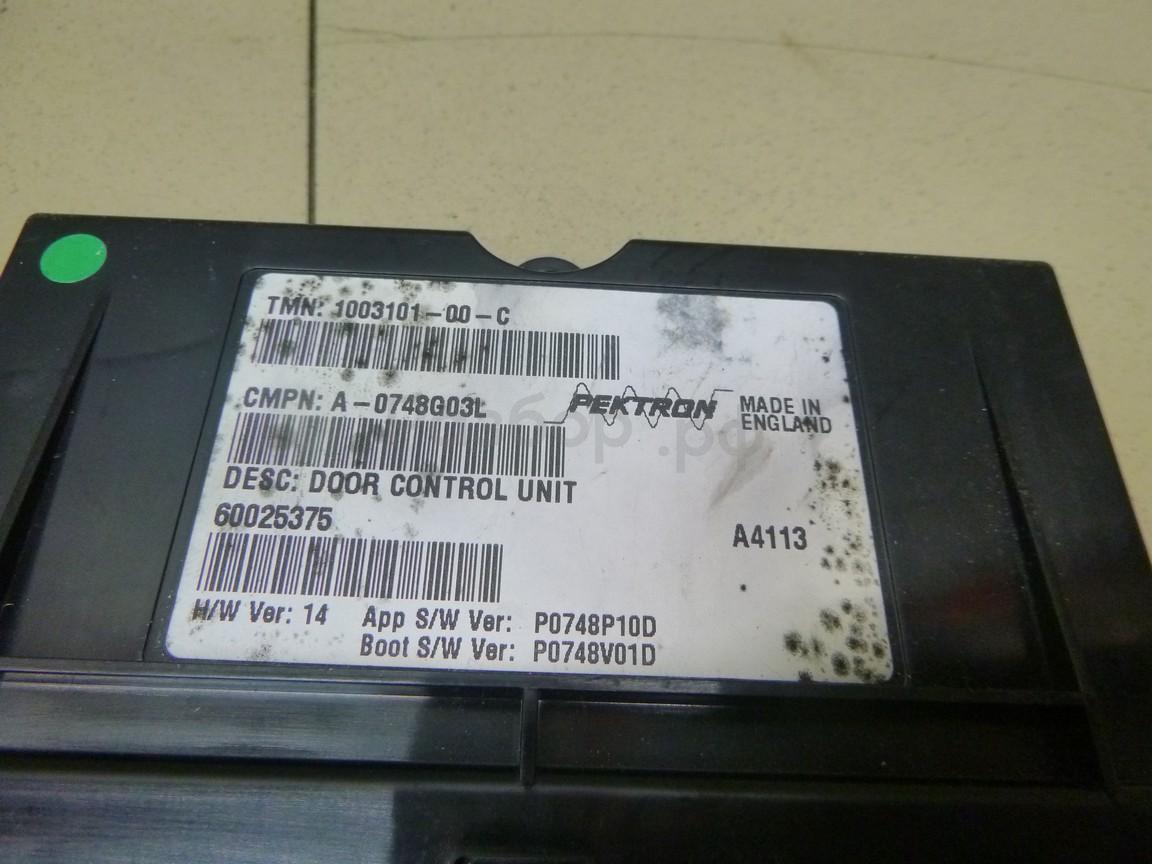 TMN: 1003101-00-C
CMPN: A-0748G03L
PEKTRON
MADE IN
ENGLAND
DESC: DOOR CONTROL UNIT
60025375
A4113
H/W Ver: 14 App S/W Ver: P0748P10D
Boot S/W Ver: P0748V01D